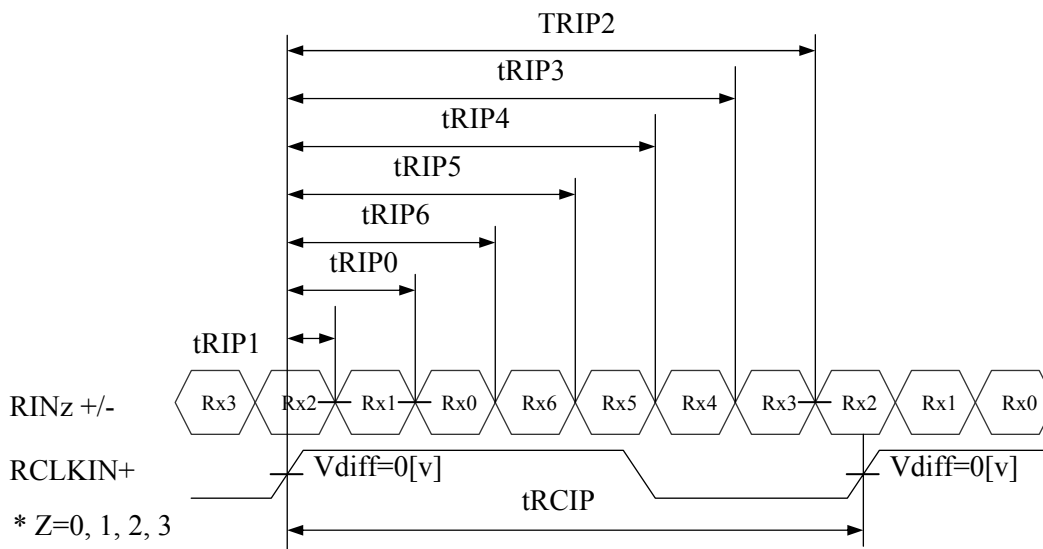 TRIP2
tRIP3
tRIP4
tRIP5
tRIP6
tRIP0
tRIP1
RINz +/- Rx3 Rx2 Rx1 Rx0 Rx6 Rx5 Rx4 Rx3 Rx2 Rx1 Rx0
RCLKIN+ Vdiff=0[v] Vdiff=0[v]
tRCIP
* Z=0, 1, 2, 3